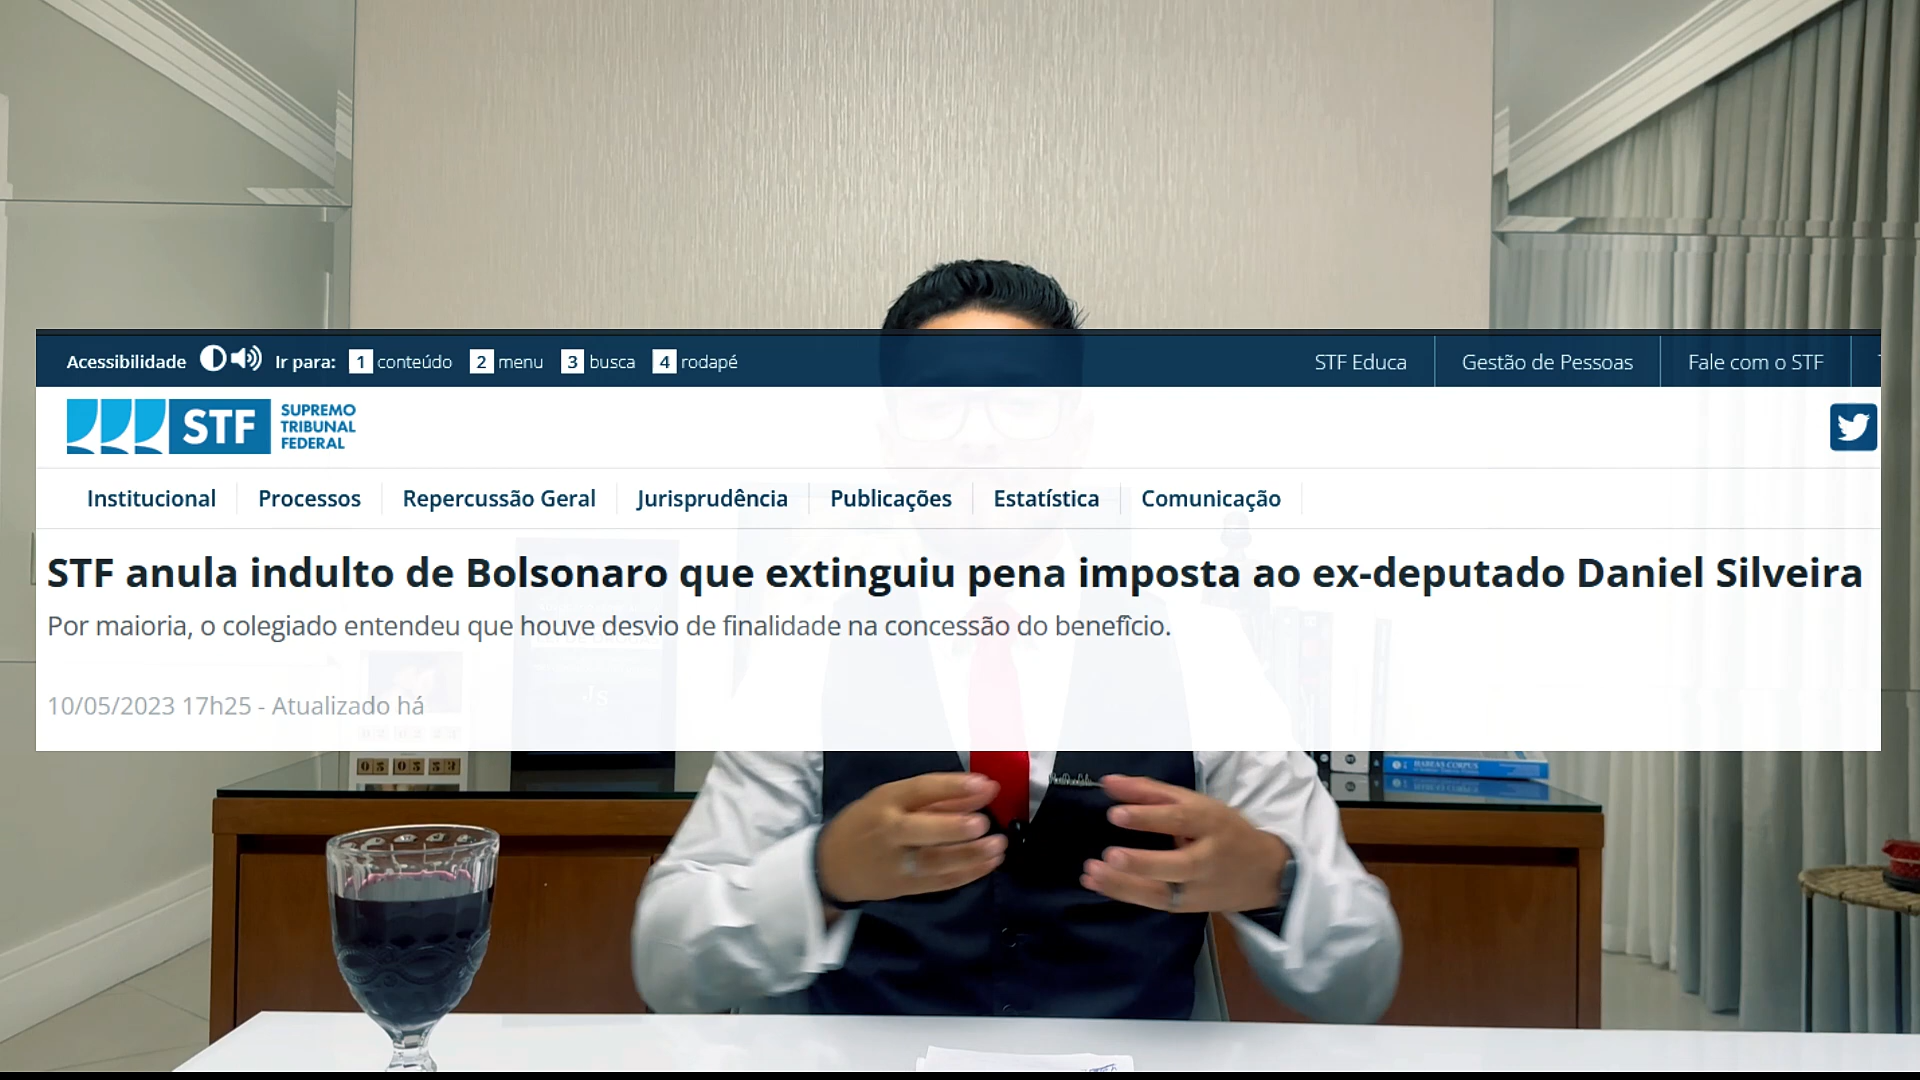 Acessibilidade Ir para: 1 conteúdo 2 menu 3 busca 4 rodapé STF Educa Gestão de Pessoas Fale com o STF
STF SUPREMO TRIBUNAL FEDERAL
Institucional Processos Repercussão Geral Jurisprudência Publicações Estatística Comunicação
STF anula indulto de Bolsonaro que extinguiu pena imposta ao ex-deputado Daniel Silveira
Por maioria, o colegiado entendeu que houve desvio de finalidade na concessão do benefício.
10/05/2023 17h25 - Atualizado há
HABEAS CORPUS